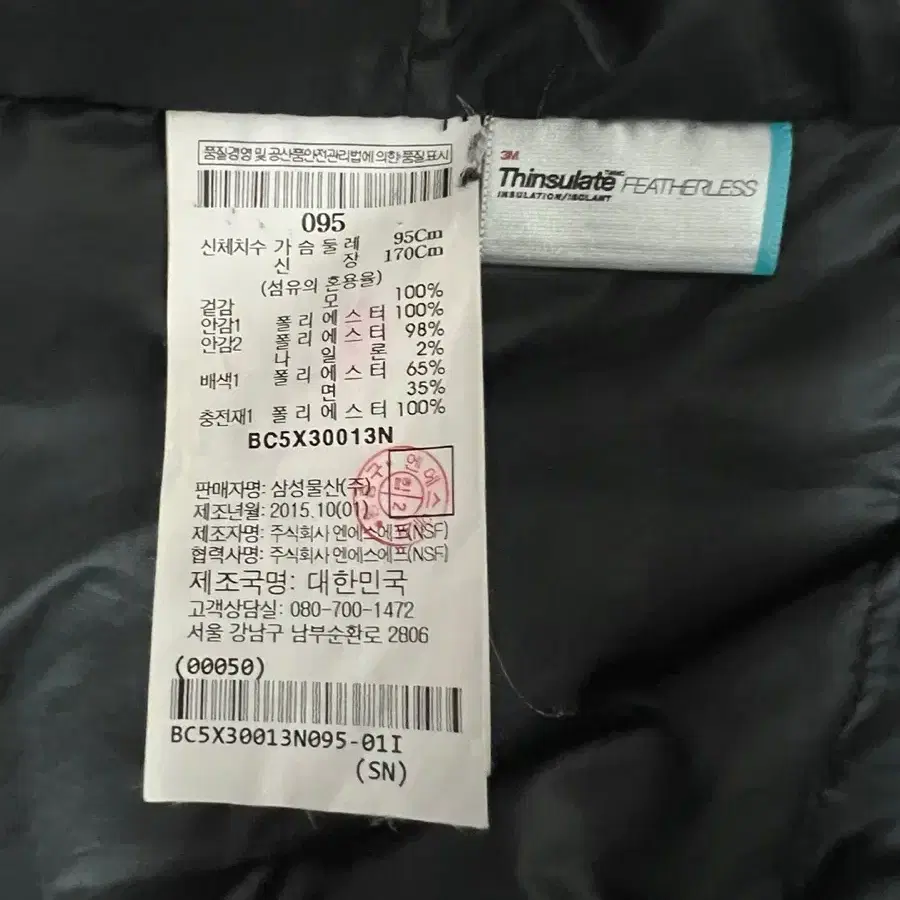 품질경영 및 공산품안전관리법에 의한 품질표시
095
신체치수 가슴둘레 95Cm
신장 170Cm
(섬유의 혼용율)
겉감 모 100%
안감1 폴리에스터 100%
안감2 폴리에스터 98%
나일론 2%
배색1 폴리에스터 65%
면 35%
충전재1 폴리에스터 100%
BC5X30013N
판매자명: 삼성물산(주)
제조년월: 2015.10(01)
제조자명: 주식회사 엔에스에프(NSF)
협력사명: 주식회사 엔에스에프(NSF)
제조국명: 대한민국
고객상담실: 080-700-1472
서울 강남구 남부순환로 2806
(00050)
BC5X30013N095-01I
(SN)
3M
Thinsulate FEATHERLESS
INSULATION/ISOLANT